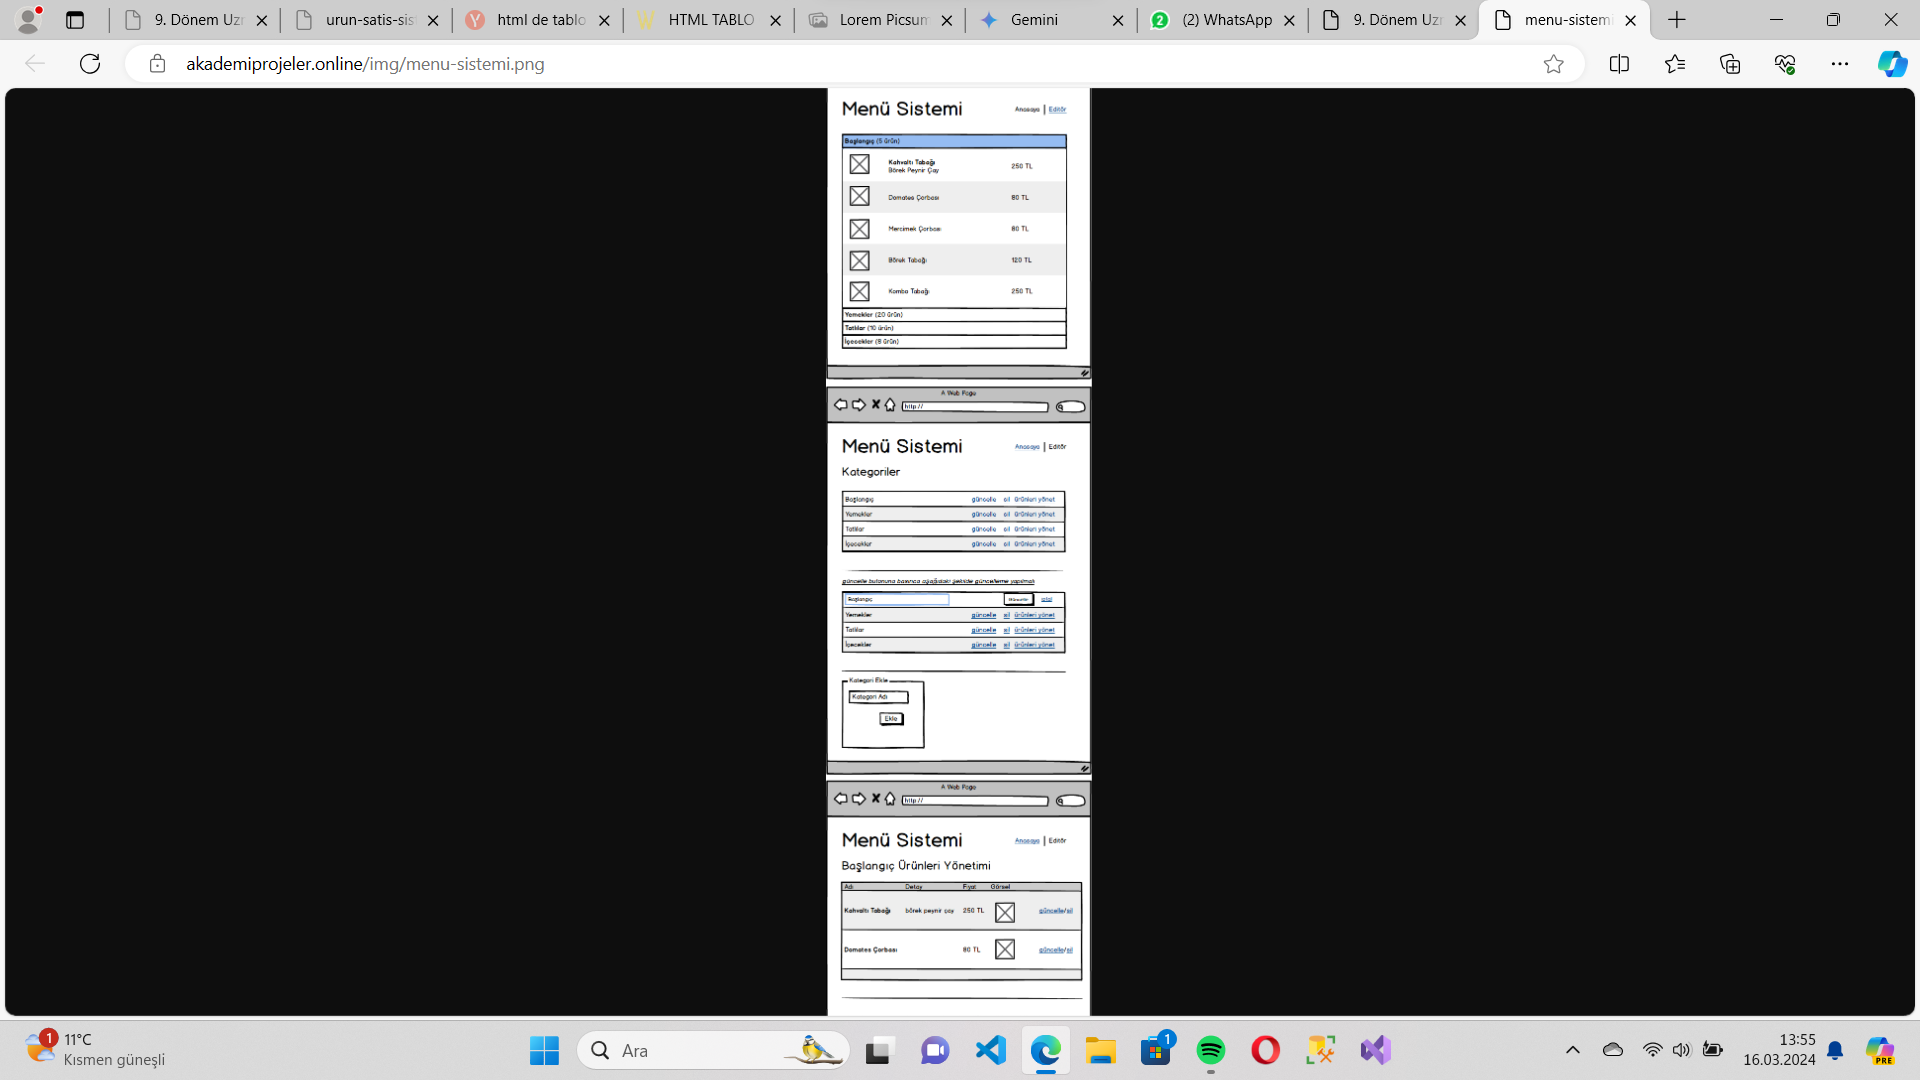 9. Dönem Uz
urun-satis-sis
html de tablo
HTML TABLO
Lorem Picsum
Gemini
(2) WhatsApp
9. Dönem Uz
menu-sistemi
akademiprojeler.online/img/menu-sistemi.png
Menü Sistemi
Anasayfa | Editör
Başlangıç (5 ürün)
Kahvaltı Tabağı
Börek Peynir Çay
250 TL
Domates Çorbası
80 TL
Mercimek Çorbası
80 TL
Börek Tabağı
120 TL
Kombo Tabağı
250 TL
Yemekler (20 ürün)
Tatlılar (10 ürün)
İçecekler (8 ürün)
A Web Page
http://
Menü Sistemi
Anasayfa | Editör
Kategoriler
Başlangıç güncelle sil ürünleri yönet
Yemekler güncelle sil ürünleri yönet
Tatlılar güncelle sil ürünleri yönet
İçecekler güncelle sil ürünleri yönet
güncelle butonuna basınca aşağıdaki şekilde güncelleme yapılmalı
Başlangıç Güncelle iptal
Yemekler güncelle sil ürünleri yönet
Tatlılar güncelle sil ürünleri yönet
İçecekler güncelle sil ürünleri yönet
Kategori Ekle
Kategori Adı
Ekle
A Web Page
http://
Menü Sistemi
Anasayfa | Editör
Başlangıç Ürünleri Yönetimi
Adı Detay Fiyat Görsel
Kahvaltı Tabağı börek peynir çay 250 TL güncelle/sil
Domates Çorbası 80 TL güncelle/sil
1
11°C
Kısmen güneşli
Ara
1
13:55
16.03.2024
PRE